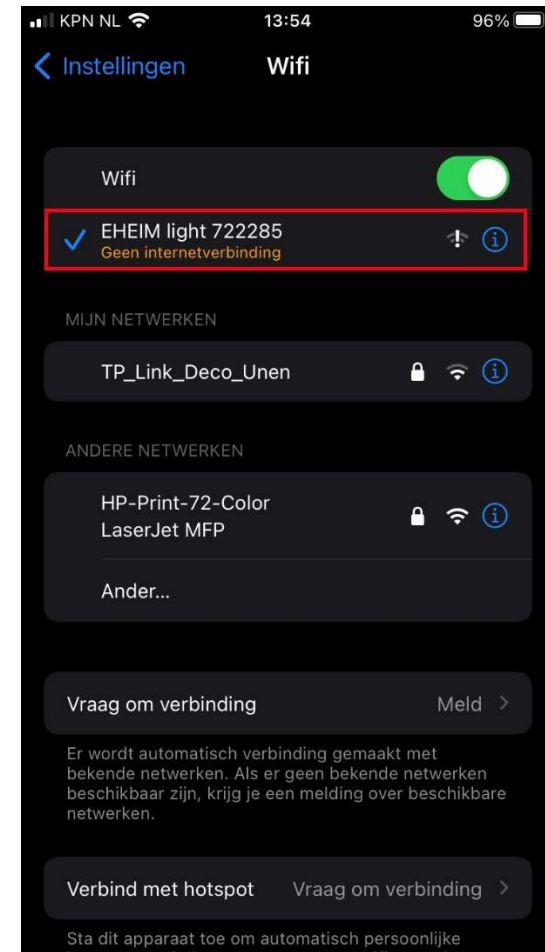 KPN NL 13:54 96%
Instellingen Wifi
Wifi
EHEIM light 722285
Geen internetverbinding
MIJN NETWERKEN
TP_Link_Deco_Unen
ANDERE NETWERKEN
HP-Print-72-Color
LaserJet MFP
Ander...
Vraag om verbinding Meld
Er wordt automatisch verbinding gemaakt met
bekende netwerken. Als er geen bekende netwerken
beschikbaar zijn, krijg je een melding over beschikbare
netwerken.
Verbind met hotspot Vraag om verbinding
Sta dit apparaat toe om automatisch persoonlijke